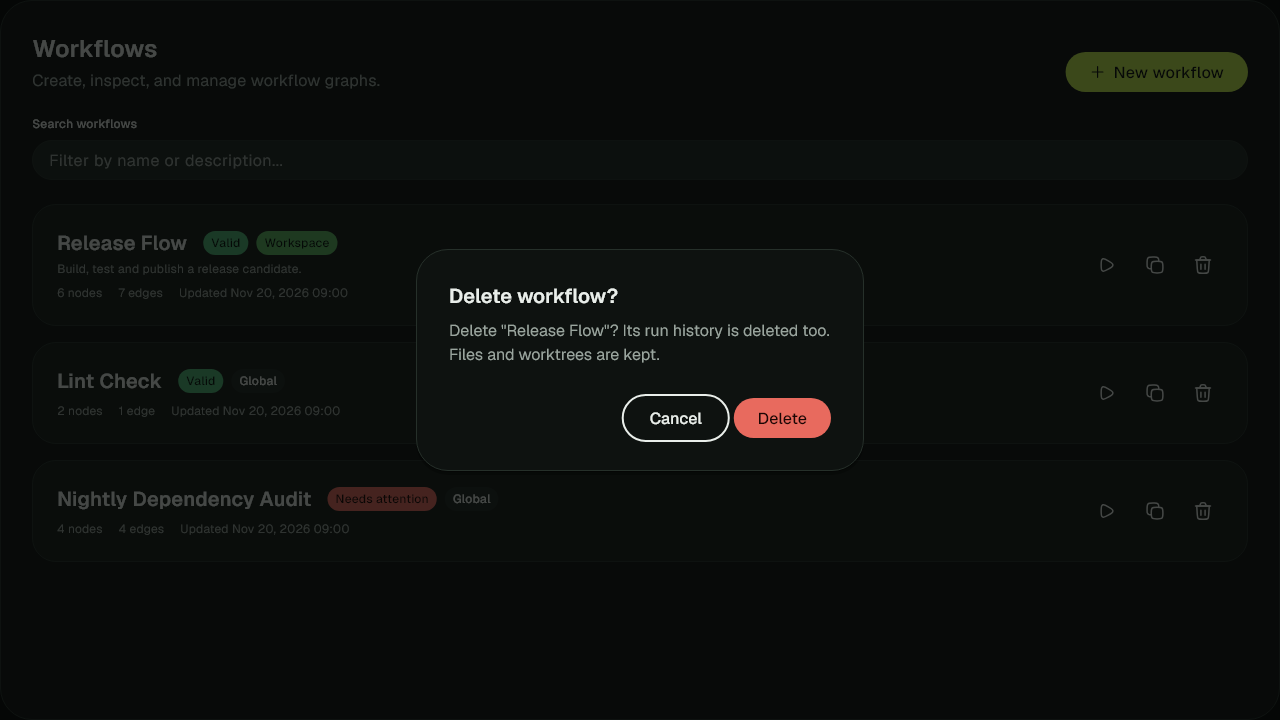 Workflows
Create, inspect, and manage workflow graphs.
New workflow
Search workflows
Filter by name or description...
Release Flow Valid Workspace
Build, test and publish a release candidate.
6 nodes 7 edges Updated Nov 20, 2026 09:00
Delete workflow?
Delete "Release Flow"? Its run history is deleted too.
Files and worktrees are kept.
Cancel Delete
Lint Check Valid Global
2 nodes 1 edge Updated Nov 20, 2026 09:00
Nightly Dependency Audit Needs attention Global
4 nodes 4 edges Updated Nov 20, 2026 09:00